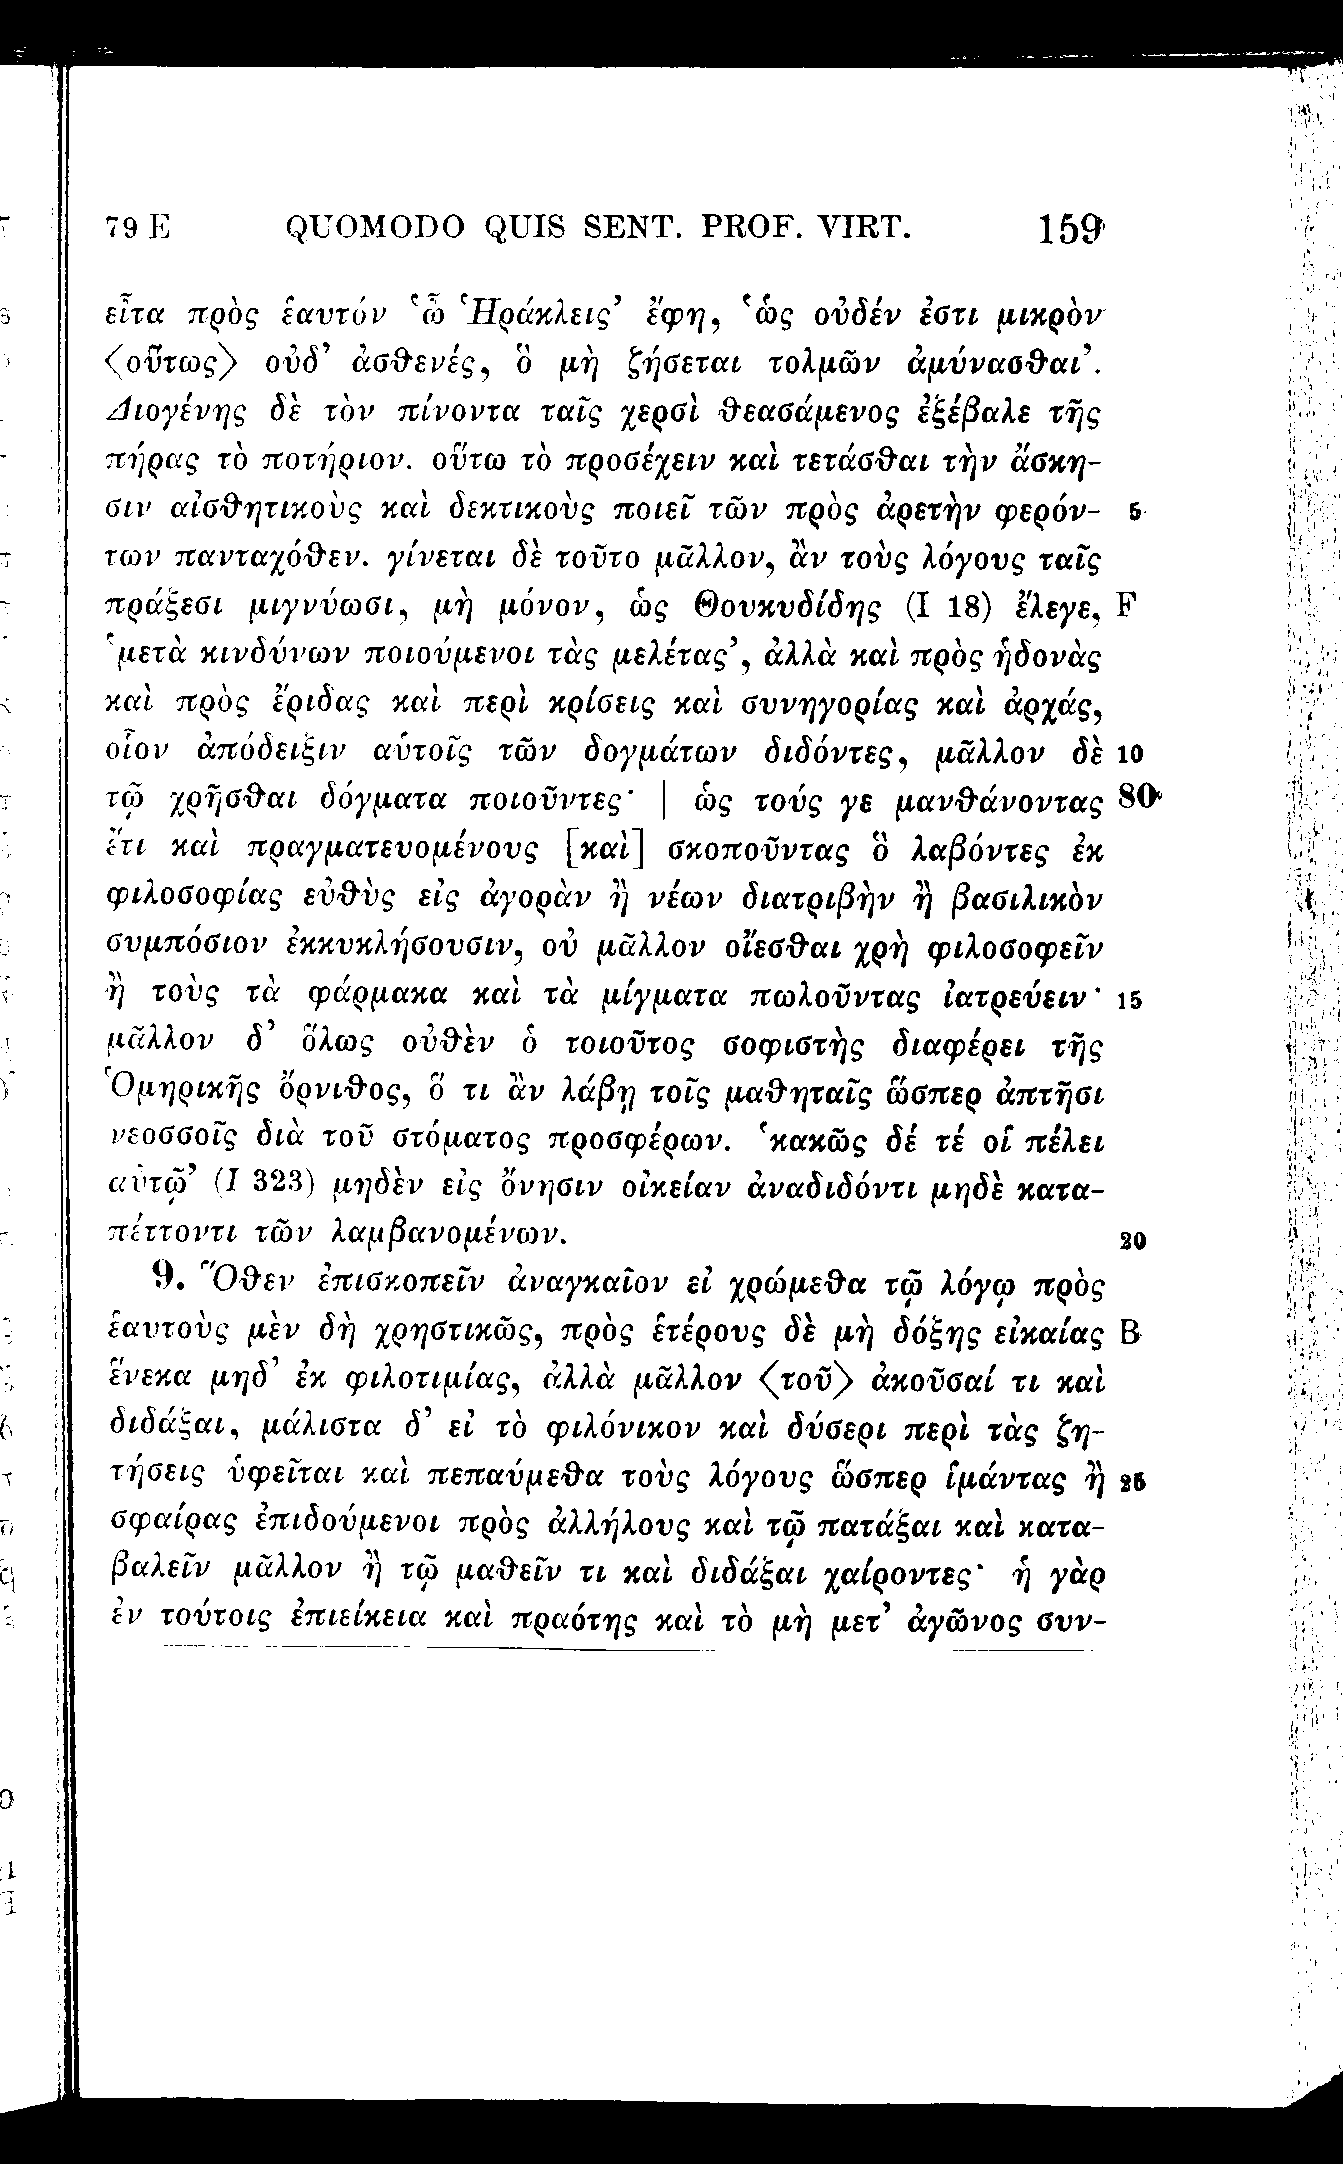 79 E QUOMODO QUIS SENT. PROF. VIRT. 159
εἶτα πρὸς ἑαυτόν ‘ὦ Ἡράκλεις’ ἔφη, ‘ὡς οὐδέν ἐστι μικρὸν
⟨οὕτως⟩ οὐδ’ ἀσθενές, ὃ μὴ ζήσεται τολμῶν ἀμύνασθαι’.
Διογένης δὲ τὸν πίνοντα ταῖς χερσὶ θεασάμενος ἐξέβαλε τῆς
πήρας τὸ ποτήριον. οὕτω τὸ προσέχειν καὶ τετάσθαι τὴν ἄσκη-
σιν αἰσθητικοὺς καὶ δεκτικοὺς ποιεῖ τῶν πρὸς ἀρετὴν φερόν- 5
των πανταχόθεν. γίνεται δὲ τοῦτο μᾶλλον, ἂν τοὺς λόγους ταῖς
πράξεσι μιγνύωσι, μὴ μόνον, ὡς Θουκυδίδης (I 18) ἔλεγε, F
‘μετὰ κινδύνων ποιούμενοι τὰς μελέτας’, ἀλλὰ καὶ πρὸς ἡδονὰς
καὶ πρὸς ἔριδας καὶ περὶ κρίσεις καὶ συνηγορίας καὶ ἀρχάς,
οἷον ἀπόδειξιν αὑτοῖς τῶν δογμάτων διδόντες, μᾶλλον δὲ 10
τῷ χρῆσθαι δόγματα ποιοῦντες· | ὡς τούς γε μανθάνοντας 80
ἔτι καὶ πραγματευομένους [καὶ] σκοποῦντας ὃ λαβόντες ἐκ
φιλοσοφίας εὐθὺς εἰς ἀγορὰν ἢ νέων διατριβὴν ἢ βασιλικὸν
συμπόσιον ἐκκυκλήσουσιν, οὐ μᾶλλον οἴεσθαι χρὴ φιλοσοφεῖν
ἢ τοὺς τὰ φάρμακα καὶ τὰ μίγματα πωλοῦντας ἰατρεύειν· 15
μᾶλλον δ’ ὅλως οὐθὲν ὁ τοιοῦτος σοφιστὴς διαφέρει τῆς
Ὁμηρικῆς ὄρνιθος, ὅ τι ἂν λάβῃ τοῖς μαθηταῖς ὥσπερ ἀπτῆσι
νεοσσοῖς διὰ τοῦ στόματος προσφέρων. ‘κακῶς δέ τέ οἱ πέλει
αὐτῷ’ (I 323) μηδὲν εἰς ὄνησιν οἰκείαν ἀναδιδόντι μηδὲ κατα-
πέττοντι τῶν λαμβανομένων. 20
9. Ὅθεν ἐπισκοπεῖν ἀναγκαῖον εἰ χρώμεθα τῷ λόγῳ πρὸς
ἑαυτοὺς μὲν δὴ χρηστικῶς, πρὸς ἑτέρους δὲ μὴ δόξης εἰκαίας B
ἕνεκα μηδ’ ἐκ φιλοτιμίας, ἀλλὰ μᾶλλον ⟨τοῦ⟩ ἀκοῦσαί τι καὶ
διδάξαι, μάλιστα δ’ εἰ τὸ φιλόνικον καὶ δύσερι περὶ τὰς ζη-
τήσεις ὑφεῖται καὶ πεπαύμεθα τοὺς λόγους ὥσπερ ἱμάντας ἢ 25
σφαίρας ἐπιδούμενοι πρὸς ἀλλήλους καὶ τῷ πατάξαι καὶ κατα-
βαλεῖν μᾶλλον ἢ τῷ μαθεῖν τι καὶ διδάξαι χαίροντες· ἡ γὰρ
ἐν τούτοις ἐπιείκεια καὶ πραότης καὶ τὸ μὴ μετ’ ἀγῶνος συν-